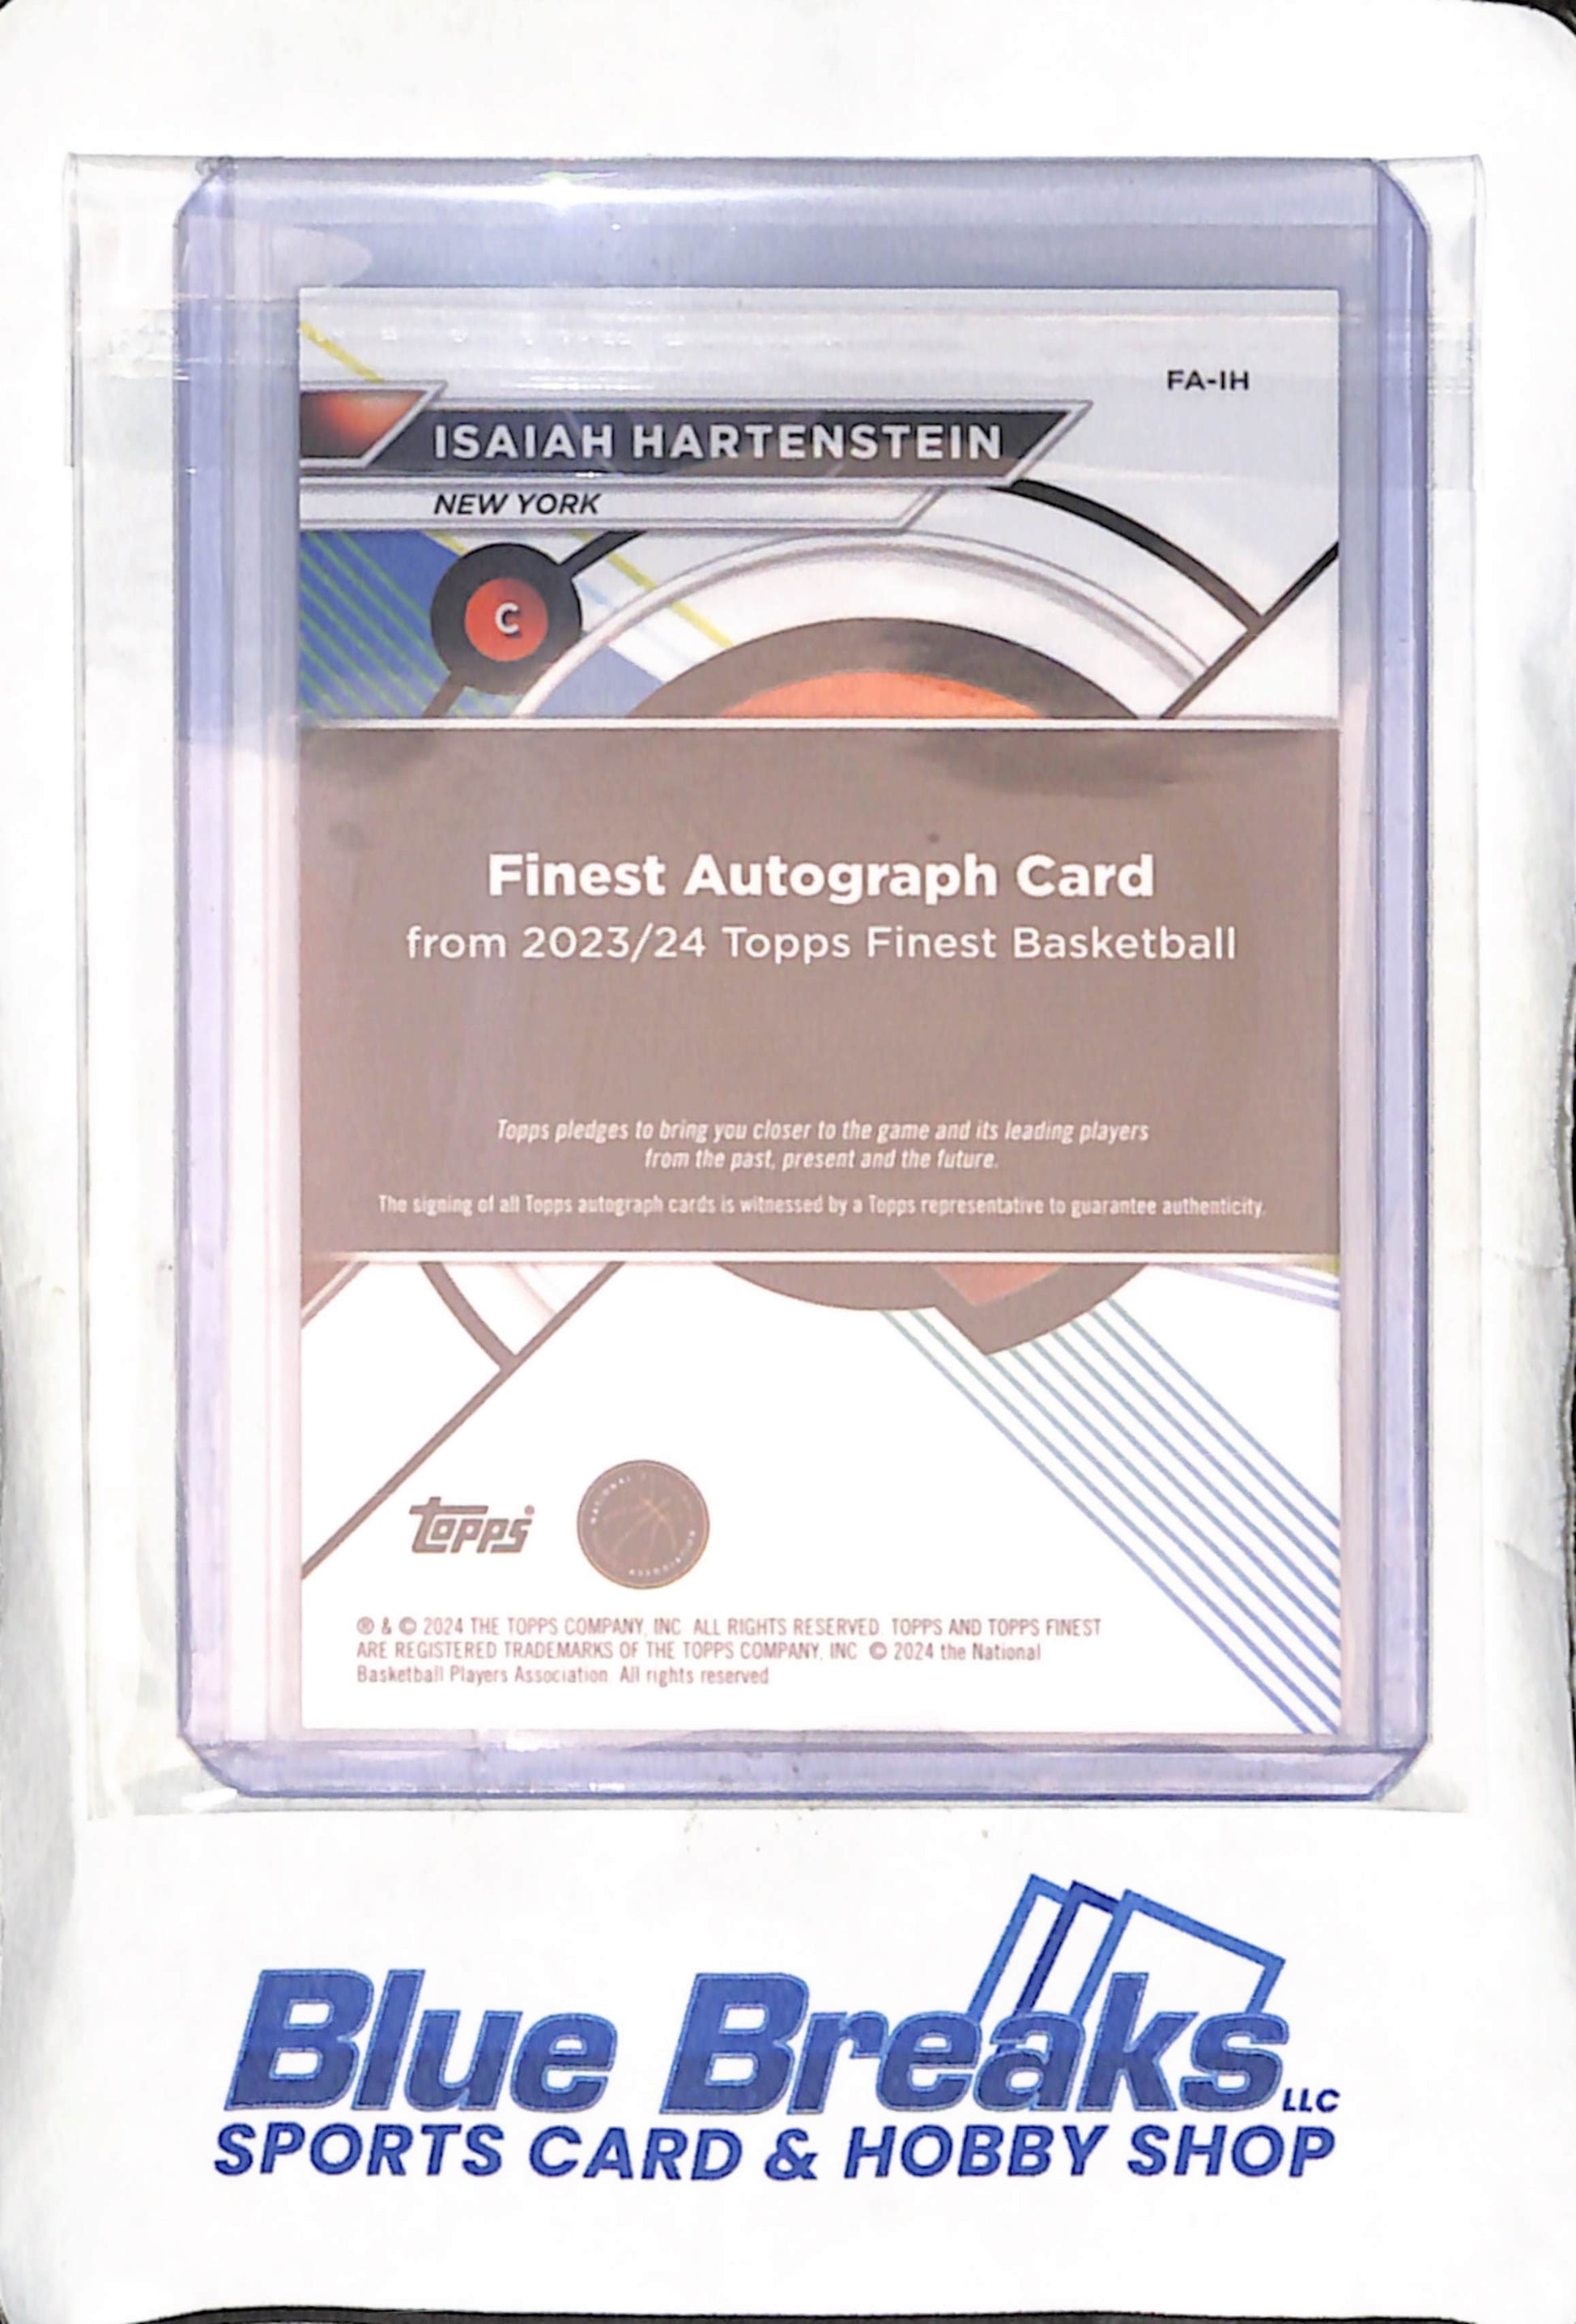 FA-IH
ISAIAH HARTENSTEIN
NEW YORK
C
Finest Autograph Card
from 2023/24 Topps Finest Basketball
Topps pledges to bring you closer to the game and its leading players
from the past, present and the future.
The signing of all Topps autograph cards is witnessed by a Topps representative to guarantee authenticity.
topps
® & © 2024 THE TOPPS COMPANY, INC. ALL RIGHTS RESERVED. TOPPS AND TOPPS FINEST
ARE REGISTERED TRADEMARKS OF THE TOPPS COMPANY, INC. © 2024 the National
Basketball Players Association. All rights reserved
Blue Breaks LLC
SPORTS CARD & HOBBY SHOP